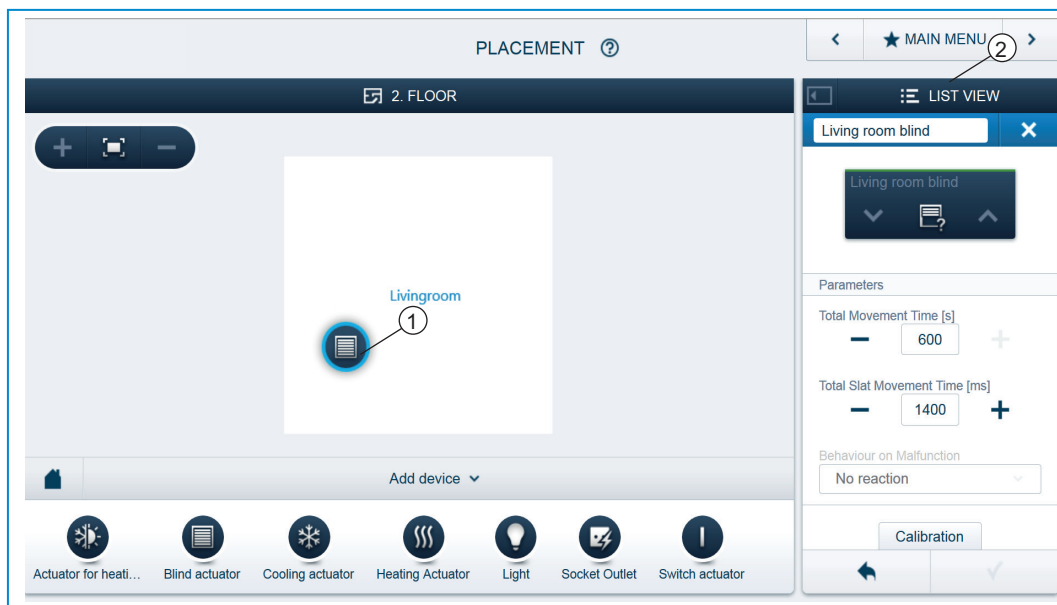 PLACEMENT ?
MAIN MENU
2
2. FLOOR
LIST VIEW
Living room blind
Living room blind
?
Livingroom
1
Parameters
Total Movement Time [s]
600
Total Slat Movement Time [ms]
1400
Behaviour on Malfunction
No reaction
Add device
Calibration
Actuator for heati...
Blind actuator
Cooling actuator
Heating Actuator
Light
Socket Outlet
Switch actuator